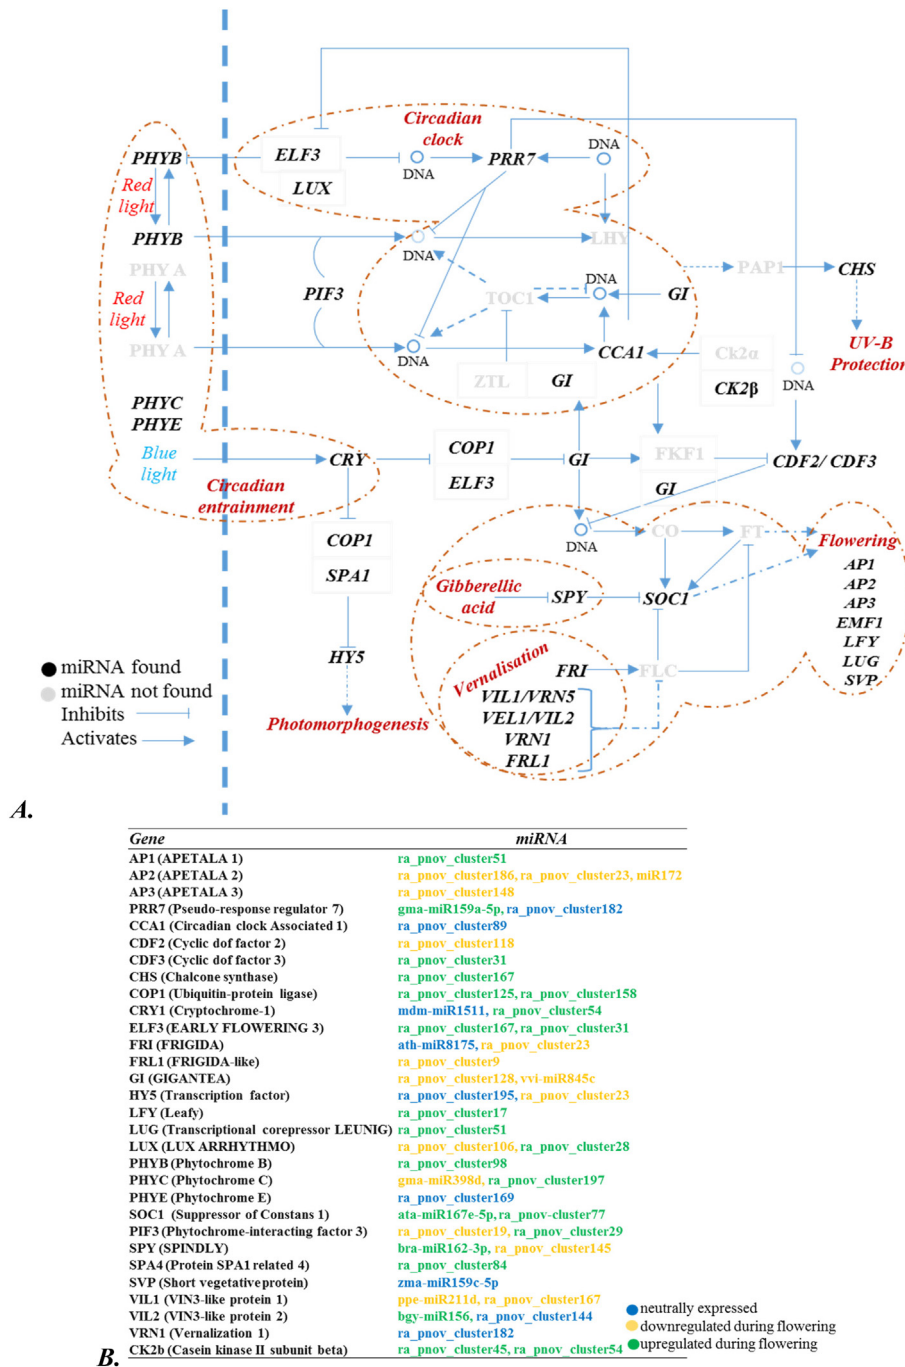 Circadian
clock
DNA
PHYB
ELF3
DNA
PRR7
LUX
Red
light
PHYB
DNA
LHY
PHY A
PAP1
CHS
DNA
TOC1
GI
PIF3
Red
light
PHY A
DNA
CCA1
Ck2α
UV-B
Protection
ZTL
GI
CK2β
DNA
PHYC
PHYE
Blue
light
CRY
COP1
ELF3
GI
FKF1
GI
CDF2/ CDF3
Circadian
entrainment
COP1
SPA1
DNA
CO
FT
Flowering
AP1
AP2
AP3
EMF1
LFY
LUG
SVP
Gibberellic
acid
SPY
SOC1
HY5
Vernalisation
FRI
FLC
VIL1/VRN5
VEL1/VIL2
VRN1
FRL1
Photomorphogenesis
miRNA found
miRNA not found
Inhibits
Activates
A.
Gene miRNA
AP1 (APETALA 1) ra_pnov_cluster51
AP2 (APETALA 2) ra_pnov_cluster186, ra_pnov_cluster23, miR172
AP3 (APETALA 3) ra_pnov_cluster148
PRR7 (Pseudo-response regulator 7) gma-miR159a-5p, ra_pnov_cluster182
CCA1 (Circadian clock Associated 1) ra_pnov_cluster89
CDF2 (Cyclic dof factor 2) ra_pnov_cluster118
CDF3 (Cyclic dof factor 3) ra_pnov_cluster31
CHS (Chalcone synthase) ra_pnov_cluster167
COP1 (Ubiquitin-protein ligase) ra_pnov_cluster125, ra_pnov_cluster158
CRY1 (Cryptochrome-1) mdm-miR1511, ra_pnov_cluster54
ELF3 (EARLY FLOWERING 3) ra_pnov_cluster167, ra_pnov_cluster31
FRI (FRIGIDA) ath-miR8175, ra_pnov_cluster23
FRL1 (FRIGIDA-like) ra_pnov_cluster9
GI (GIGANTEA) ra_pnov_cluster128, vvi-miR845c
HY5 (Transcription factor) ra_pnov_cluster195, ra_pnov_cluster23
LFY (Leafy) ra_pnov_cluster17
LUG (Transcriptional corepressor LEUNIG) ra_pnov_cluster51
LUX (LUX ARRHYTHMO) ra_pnov_cluster106, ra_pnov_cluster28
PHYB (Phytochrome B) ra_pnov_cluster98
PHYC (Phytochrome C) gma-miR398d, ra_pnov_cluster197
PHYE (Phytochrome E) ra_pnov_cluster169
SOC1 (Suppressor of Constans 1) ata-miR167e-5p, ra_pnov-cluster77
PIF3 (Phytochrome-interacting factor 3) ra_pnov_cluster19, ra_pnov_cluster29
SPY (SPINDLY) bra-miR162-3p, ra_pnov_cluster145
SPA4 (Protein SPA1 related 4) ra_pnov_cluster84
SVP (Short vegetative protein) zma-miR159c-5p
VIL1 (VIN3-like protein 1) ppe-miR211d, ra_pnov_cluster167
VIL2 (VIN3-like protein 2) bgy-miR156, ra_pnov_cluster144
VRN1 (Vernalization 1) ra_pnov_cluster182
CK2b (Casein kinase II subunit beta) ra_pnov_cluster45, ra_pnov_cluster54
neutrally expressed
downregulated during flowering
upregulated during flowering
B.